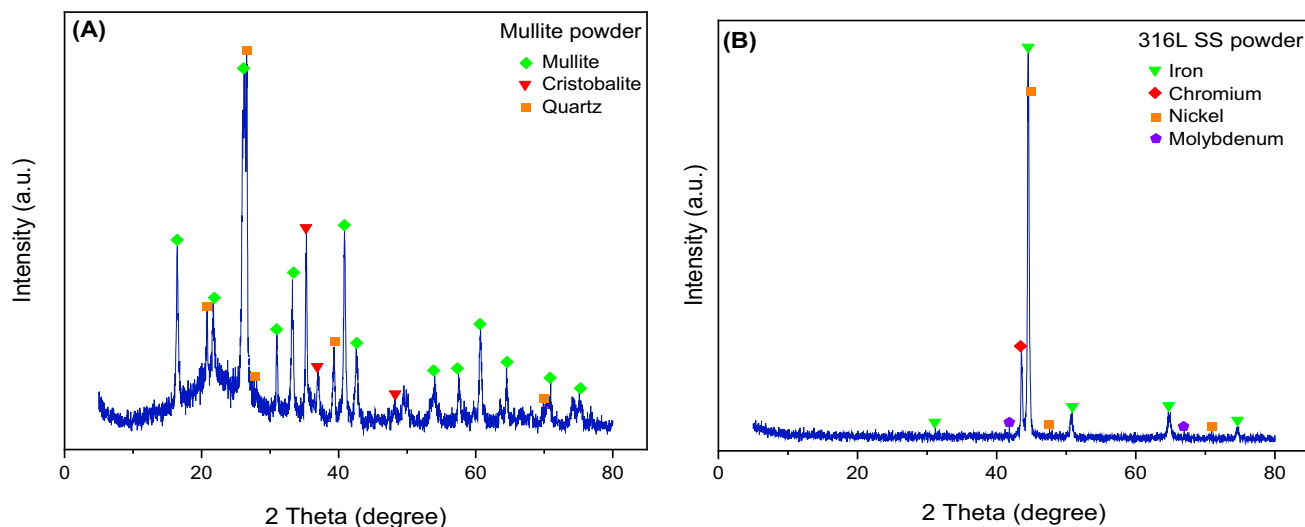 (A)
Mullite powder
Mullite
Cristobalite
Quartz
Intensity (a.u.)
0
20
40
60
80
2 Theta (degree)
(B)
316L SS powder
Iron
Chromium
Nickel
Molybdenum
Intensity (a.u.)
0
20
40
60
80
2 Theta (degree)